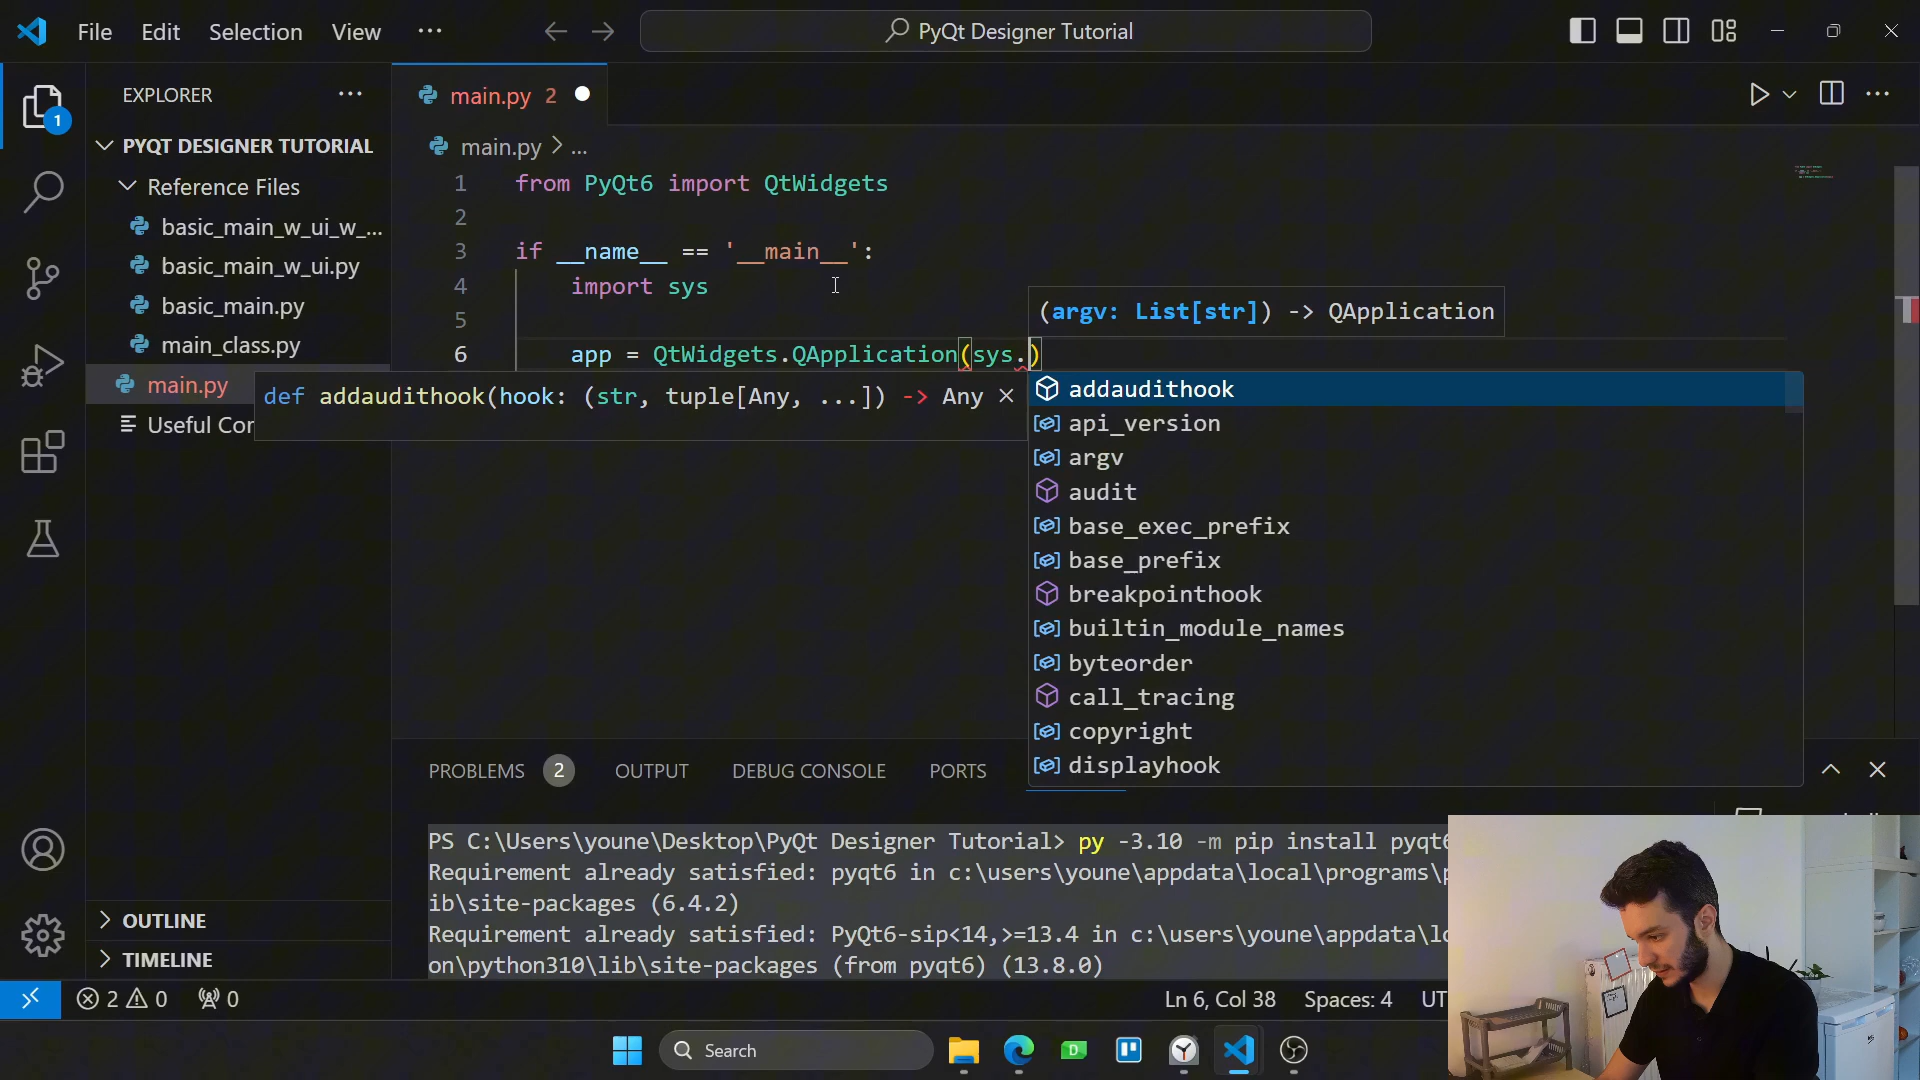 File Edit Selection View ···
PyQt Designer Tutorial
1
EXPLORER ···
PYQT DESIGNER TUTORIAL
Reference Files
basic_main_w_ui_w_...
basic_main_w_ui.py
basic_main.py
main_class.py
main.py
Useful Cor
OUTLINE
TIMELINE
main.py 2
main.py > ...
1 from PyQt6 import QtWidgets
2
3 if __name__ == '__main__':
4 import sys
5
6 app = QtWidgets.QApplication(sys.)
(argv: List[str]) -> QApplication
def addaudithook(hook: (str, tuple[Any, ...]) -> Any
addaudithook
api_version
argv
audit
base_exec_prefix
base_prefix
breakpointhook
builtin_module_names
byteorder
call_tracing
copyright
displayhook
PROBLEMS 2 OUTPUT DEBUG CONSOLE PORTS
PS C:\Users\youne\Desktop\PyQt Designer Tutorial> py -3.10 -m pip install pyqt6
Requirement already satisfied: pyqt6 in c:\users\youne\appdata\local\programs\p
ib\site-packages (6.4.2)
Requirement already satisfied: PyQt6-sip<14,>=13.4 in c:\users\youne\appdata\lo
on\python310\lib\site-packages (from pyqt6) (13.8.0)
2 0 0
Ln 6, Col 38 Spaces: 4 UT
Search
D